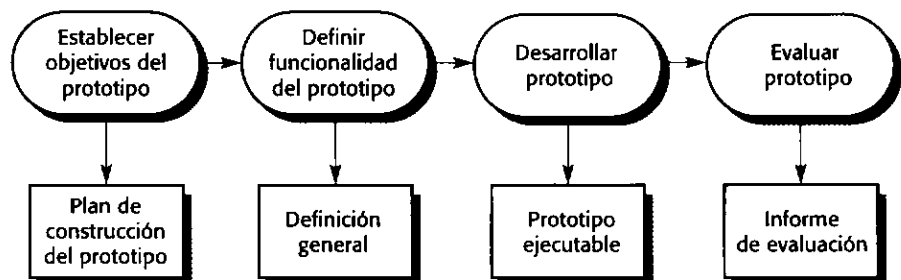 Establecer
objetivos del
prototipo
Definir
funcionalidad
del prototipo
Desarrollar
prototipo
Evaluar
prototipo
Plan de
construcción
del prototipo
Definición
general
Prototipo
ejecutable
Informe
de evaluación